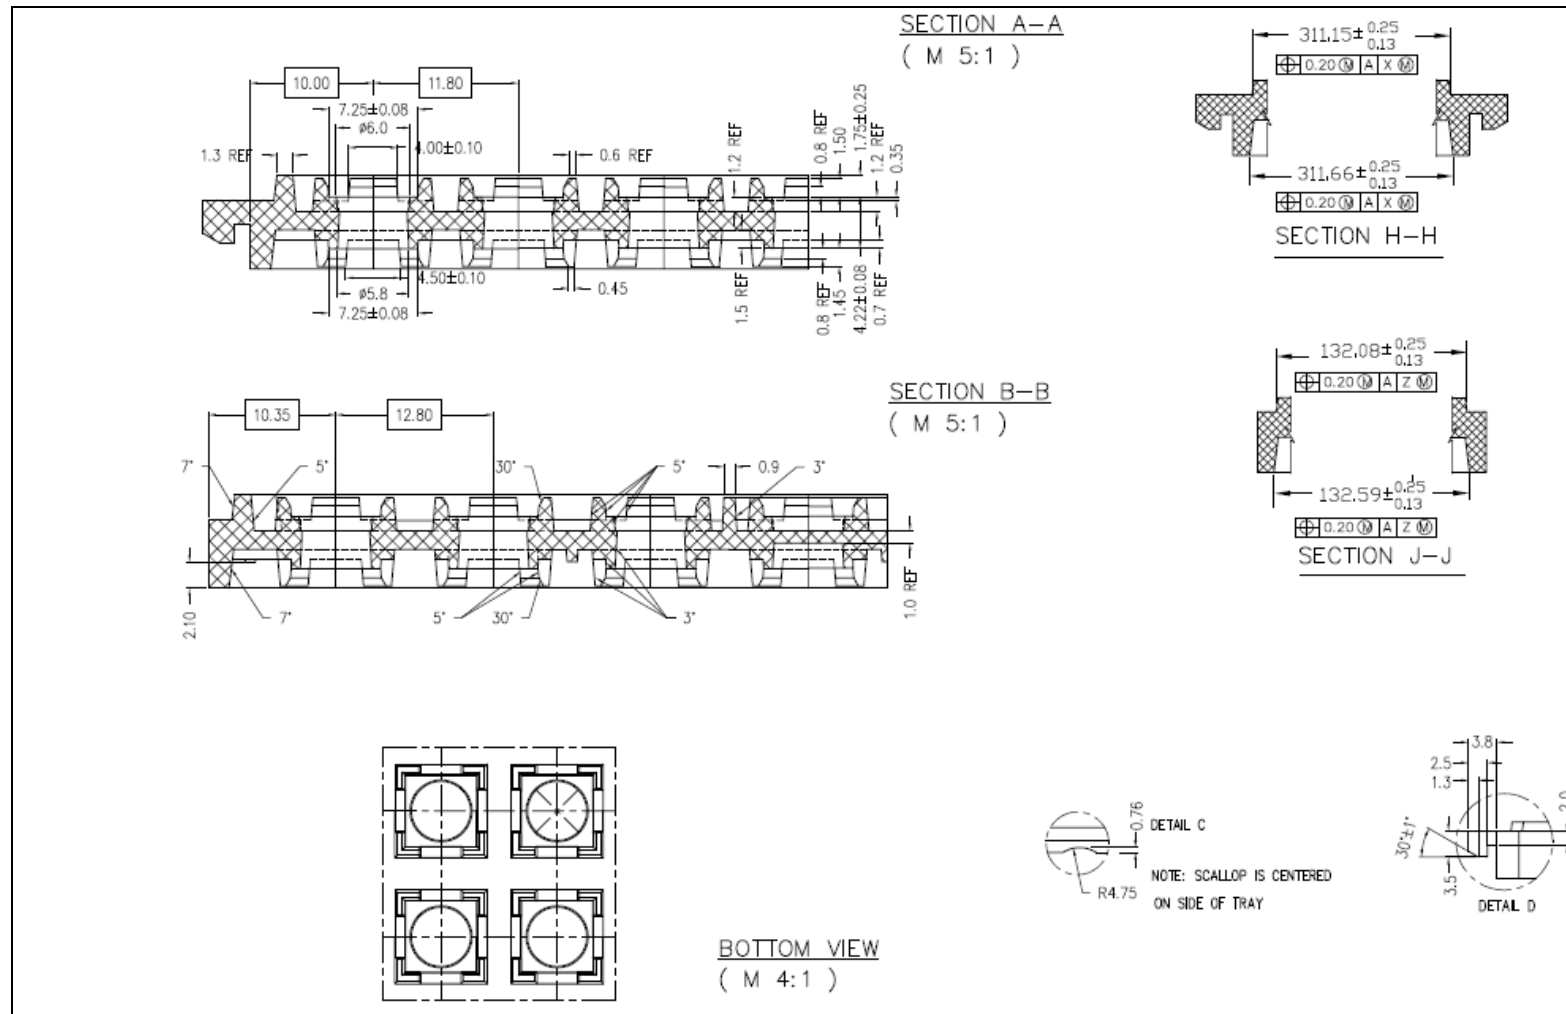 SECTION A-A
( M 5:1 )
10.00
11.80
7.25±0.08
ø6.0
4.00±0.10
1.3 REF
0.6 REF
1.2 REF
0.8 REF
1.50
1.75±0.25
1.2 REF
0.35
4.50±0.10
ø5.8
7.25±0.08
0.45
1.5 REF
0.8 REF
1.45
4.22±0.08
0.7 REF
311.15± 0.25
0.13
0.20 Ⓜ A X Ⓜ
311.66± 0.25
0.13
0.20 Ⓜ A X Ⓜ
SECTION H-H
SECTION B-B
( M 5:1 )
10.35
12.80
7°
5°
30°
5°
0.9
3°
2.10
7°
5°
30°
3°
1.0 REF
132.08± 0.25
0.13
0.20 Ⓜ A Z Ⓜ
132.59± 0.25
0.13
0.20 Ⓜ A Z Ⓜ
SECTION J-J
BOTTOM VIEW
( M 4:1 )
0.76
DETAIL C
R4.75
NOTE: SCALLOP IS CENTERED
ON SIDE OF TRAY
3.8
2.5
1.3
30°±1°
3.5
DETAIL D